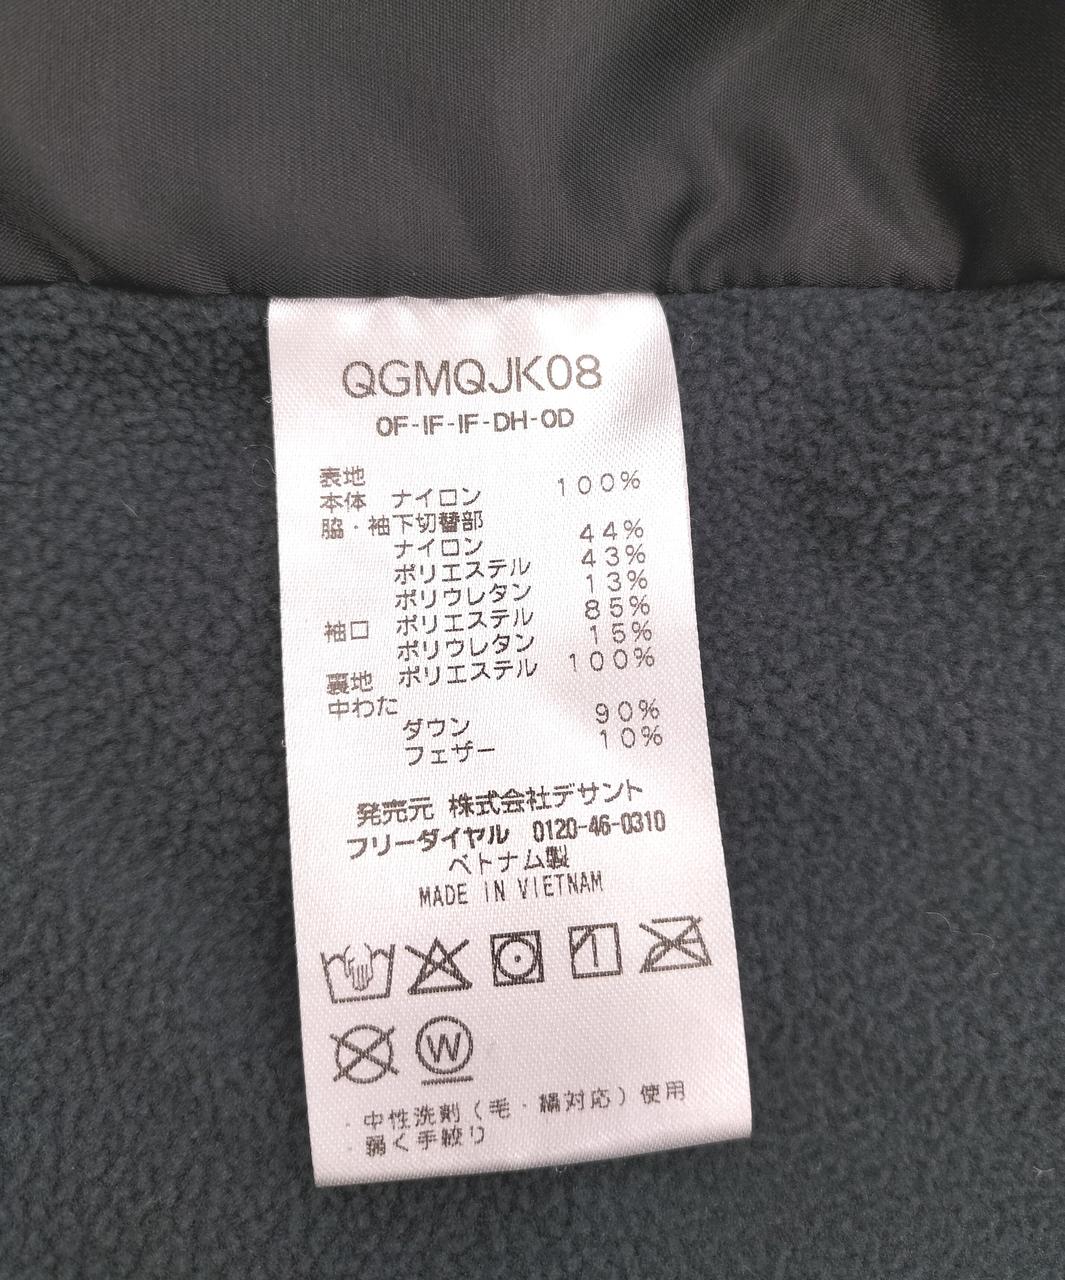 QGMQJK08
OF-IF-IF-DH-OD
表地
本体 ナイロン 100%
脇・袖下切替部
ナイロン 44%
ポリエステル 43%
ポリウレタン 13%
袖口 ポリエステル 85%
ポリウレタン 15%
裏地 ポリエステル 100%
中わた
ダウン 90%
フェザー 10%
発売元 株式会社デサント
フリーダイヤル 0120-46-0310
ベトナム製
MADE IN VIETNAM
W
・中性洗剤(毛・絹対応)使用
・弱く手絞り